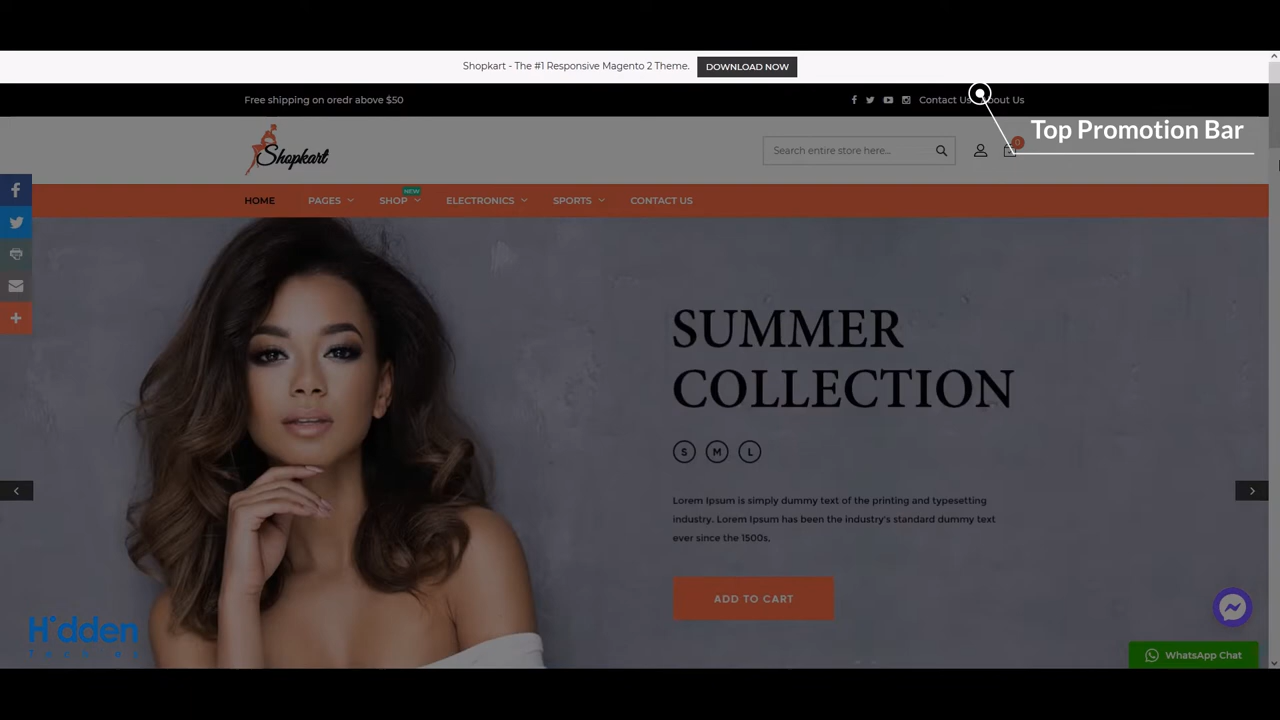 Shopkart - The #1 Responsive Magento 2 Theme. DOWNLOAD NOW
Free shipping on oredr above $50
Contact Us
out Us
Top Promotion Bar
Shopkart
Search entire store here...
0
NEW
HOME PAGES SHOP ELECTRONICS SPORTS CONTACT US
SUMMER
COLLECTION
S M L
Lorem Ipsum is simply dummy text of the printing and typesetting
industry. Lorem Ipsum has been the industry's standard dummy text
ever since the 1500s.
ADD TO CART
Hidden
WhatsApp Chat